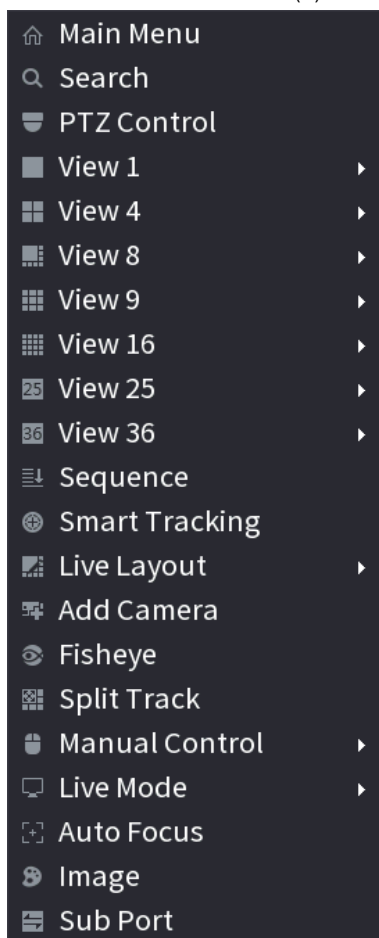 Main Menu
Search
PTZ Control
View 1
View 4
View 8
View 9
View 16
25 View 25
36 View 36
Sequence
Smart Tracking
Live Layout
Add Camera
Fisheye
Split Track
Manual Control
Live Mode
Auto Focus
Image
Sub Port